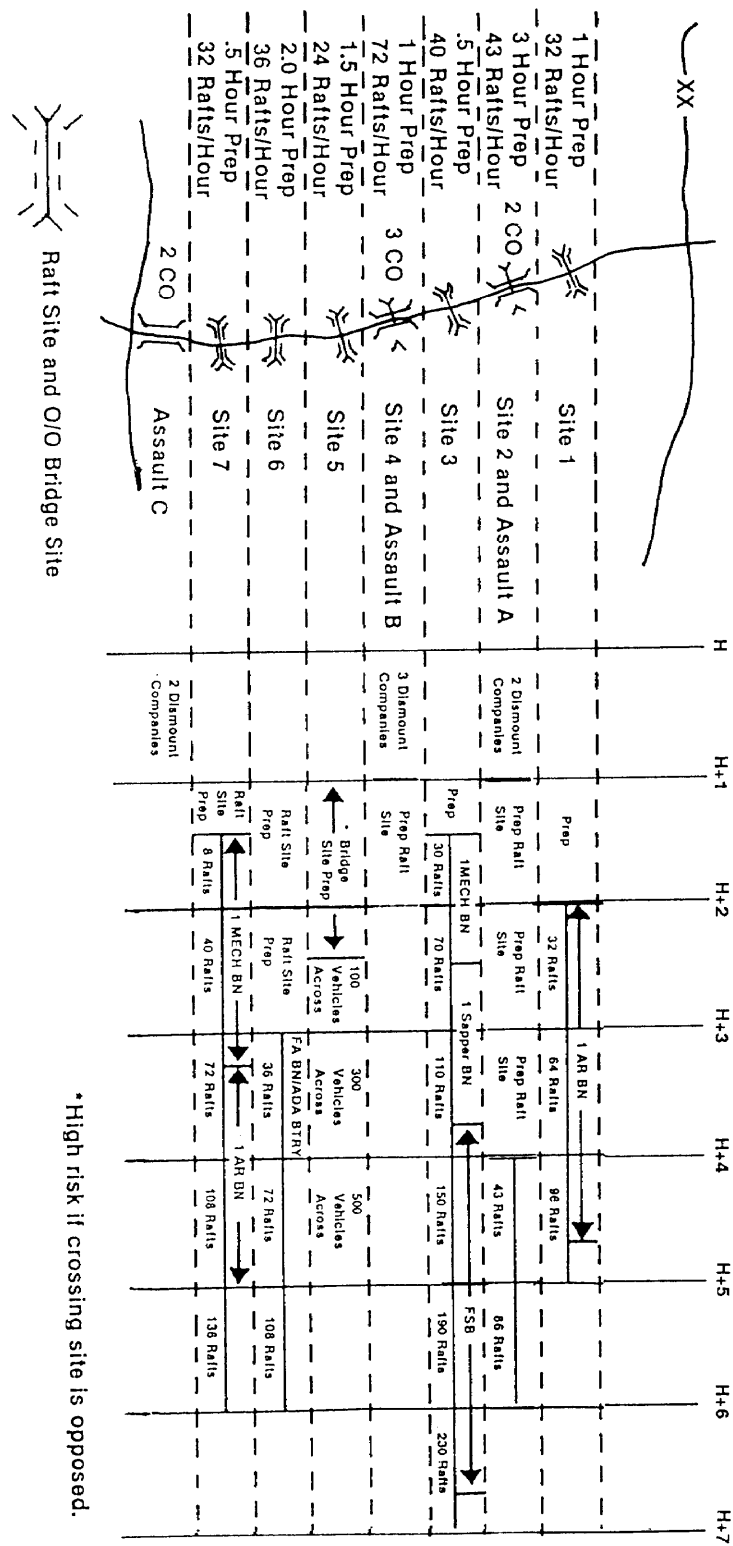 XX
H
H+1
H+2
H+3
H+4
H+5
H+6
H+7
1 Hour Prep
32 Rafts/Hour
Site 1
Prep
1 AR BN
32 Rafts
64 Rafts
96 Rafts
3 Hour Prep
43 Rafts/Hour
2 CO
Site 2 and Assault A
2 Dismount
Companies
Prep Raft
Site
Prep Raft
Site
Prep Raft
Site
43 Rafts
86 Rafts
.5 Hour Prep
40 Rafts/Hour
Site 3
Prep
1MECH BN
1 Sapper BN
FSB
30 Rafts
70 Rafts
110 Rafts
150 Rafts
190 Rafts
230 Rafts
1 Hour Prep
72 Rafts/Hour
3 CO
Site 4 and Assault B
3 Dismount
Companies
Prep Raft
Site
1.5 Hour Prep
24 Rafts/Hour
Site 5
* Bridge
Site Prep
100
Vehicles
Across
300
Vehicles
Across
500
Vehicles
Across
2.0 Hour Prep
36 Rafts/Hour
Site 6
Raft Site
Prep
Raft Site
Prep
FA BN/ADA BTRY
36 Rafts
72 Rafts
108 Rafts
.5 Hour Prep
32 Rafts/Hour
Site 7
Raft
Site
Prep
1 MECH BN
1 AR BN
8 Rafts
40 Rafts
72 Rafts
108 Rafts
136 Rafts
2 CO
Assault C
2 Dismount
Companies
Raft Site and O/O Bridge Site
*High risk if crossing site is opposed.